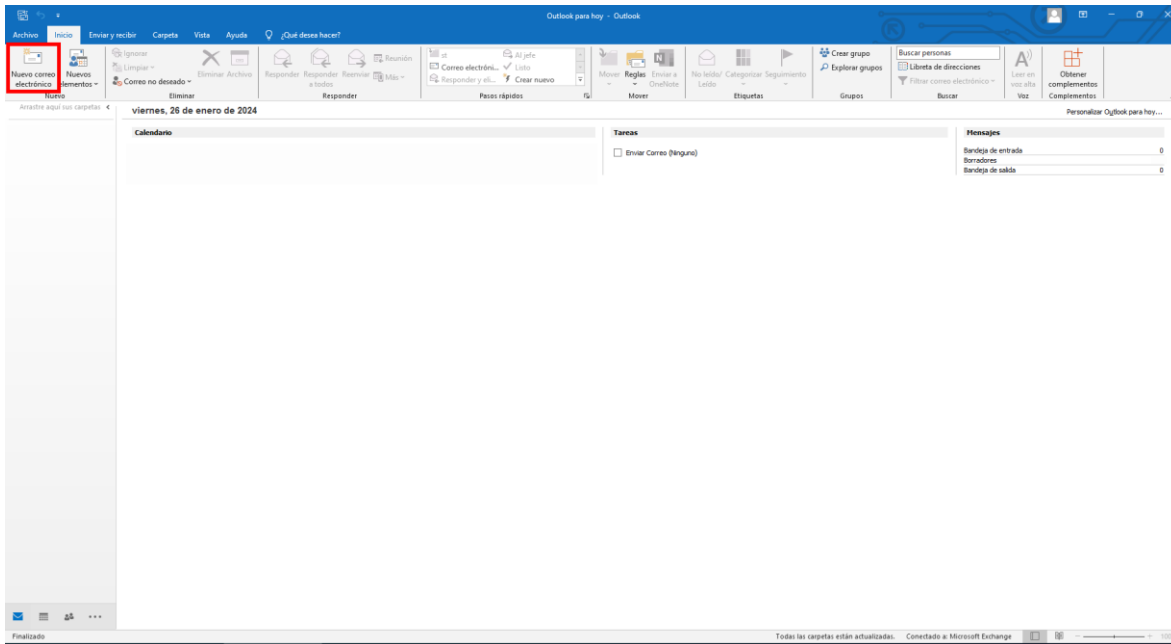 Outlook para hoy - Outlook
Archivo Inicio Enviar y recibir Carpeta Vista Ayuda ¿Qué desea hacer?
Nuevo correo electrónico
Nuevos elementos
Nuevo
Ignorar
Limpiar
Correo no deseado
Eliminar Archivo
Eliminar
Responder Responder a todos Reenviar
Reunión
Más
Responder
st
Correo electróni...
Responder y eli...
Al jefe
Listo
Crear nuevo
Pasos rápidos
Mover Reglas Enviar a OneNote
Mover
No leído/ Leído Categorizar Seguimiento
Etiquetas
Crear grupo
Explorar grupos
Grupos
Buscar personas
Libreta de direcciones
Filtrar correo electrónico
Buscar
Leer en voz alta
Voz
Obtener complementos
Complementos
Arrastre aquí sus carpetas
viernes, 26 de enero de 2024
Personalizar Outlook para hoy...
Calendario
Tareas
Enviar Correo (Ninguno)
Mensajes
Bandeja de entrada 0
Borradores
Bandeja de salida 0
Finalizado
Todas las carpetas están actualizadas. Conectado a: Microsoft Exchange